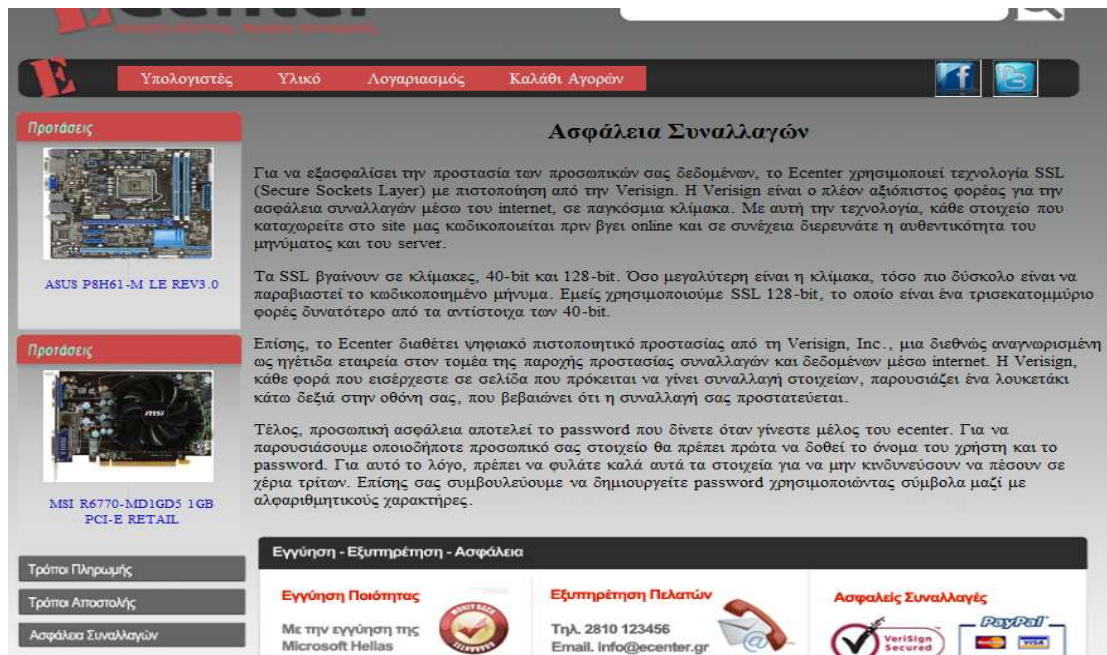 Ecenter
Υπολογιστές Υλικό Λογαριασμός Καλάθι Αγορών
Προτάσεις
ASUS P8H61-M LE REV3.0
Προτάσεις
msi
MSI R6770-MD1GD5 1GB
PCI-E RETAIL
Τρόποι Πληρωμής
Τρόποι Αποστολής
Ασφάλεια Συναλλαγών
Ασφάλεια Συναλλαγών
Για να εξασφαλίσει την προστασία των προσωπικών σας δεδομένων, το Ecenter χρησιμοποιεί τεχνολογία SSL
(Secure Sockets Layer) με πιστοποίηση από την Verisign. Η Verisign είναι ο πλέον αξιόπιστος φορέας για την
ασφάλεια συναλλαγών μέσω του internet, σε παγκόσμια κλίμακα. Με αυτή την τεχνολογία, κάθε στοιχείο που
καταχωρείτε στο site μας κωδικοποιείται πριν βγει online και σε συνέχεια διερευνάτε η αυθεντικότητα του
μηνύματος και του server.
Τα SSL βγαίνουν σε κλίμακες, 40-bit και 128-bit. Όσο μεγαλύτερη είναι η κλίμακα, τόσο πιο δύσκολο είναι να
παραβιαστεί το κωδικοποιημένο μήνυμα. Εμείς χρησιμοποιούμε SSL 128-bit, το οποίο είναι ένα τρισεκατομμύριο
φορές δυνατότερο από τα αντίστοιχα των 40-bit.
Επίσης, το Ecenter διαθέτει ψηφιακό πιστοποιητικό προστασίας από τη Verisign, Inc., μια διεθνώς αναγνωρισμένη
ως ηγέτιδα εταιρεία στον τομέα της παροχής προστασίας συναλλαγών και δεδομένων μέσω internet. Η Verisign,
κάθε φορά που εισέρχεστε σε σελίδα που πρόκειται να γίνει συναλλαγή στοιχείων, παρουσιάζει ένα λουκετάκι
κάτω δεξιά στην οθόνη σας, που βεβαιώνει ότι η συναλλαγή σας προστατεύεται.
Τέλος, προσωπική ασφάλεια αποτελεί το password που δίνετε όταν γίνεστε μέλος του ecenter. Για να
παρουσιάσουμε οποιοδήποτε προσωπικό σας στοιχείο θα πρέπει πρώτα να δοθεί το όνομα του χρήστη και το
password. Για αυτό το λόγο, πρέπει να φυλάτε καλά αυτά τα στοιχεία για να μην κινδυνεύσουν να πέσουν σε
χέρια τρίτων. Επίσης σας συμβουλεύουμε να δημιουργείτε password χρησιμοποιώντας σύμβολα μαζί με
αλφαριθμητικούς χαρακτήρες.
Εγγύηση - Εξυπηρέτηση - Ασφάλεια
Εγγύηση Ποιότητας
Με την εγγύηση της
Microsoft Hellas
MONEY BACK
Εξυπηρέτηση Πελατών
Τηλ. 2810 123456
Email. info@ecenter.gr
Ασφαλείς Συναλλαγές
VeriSign
Secured
PayPal
VISA